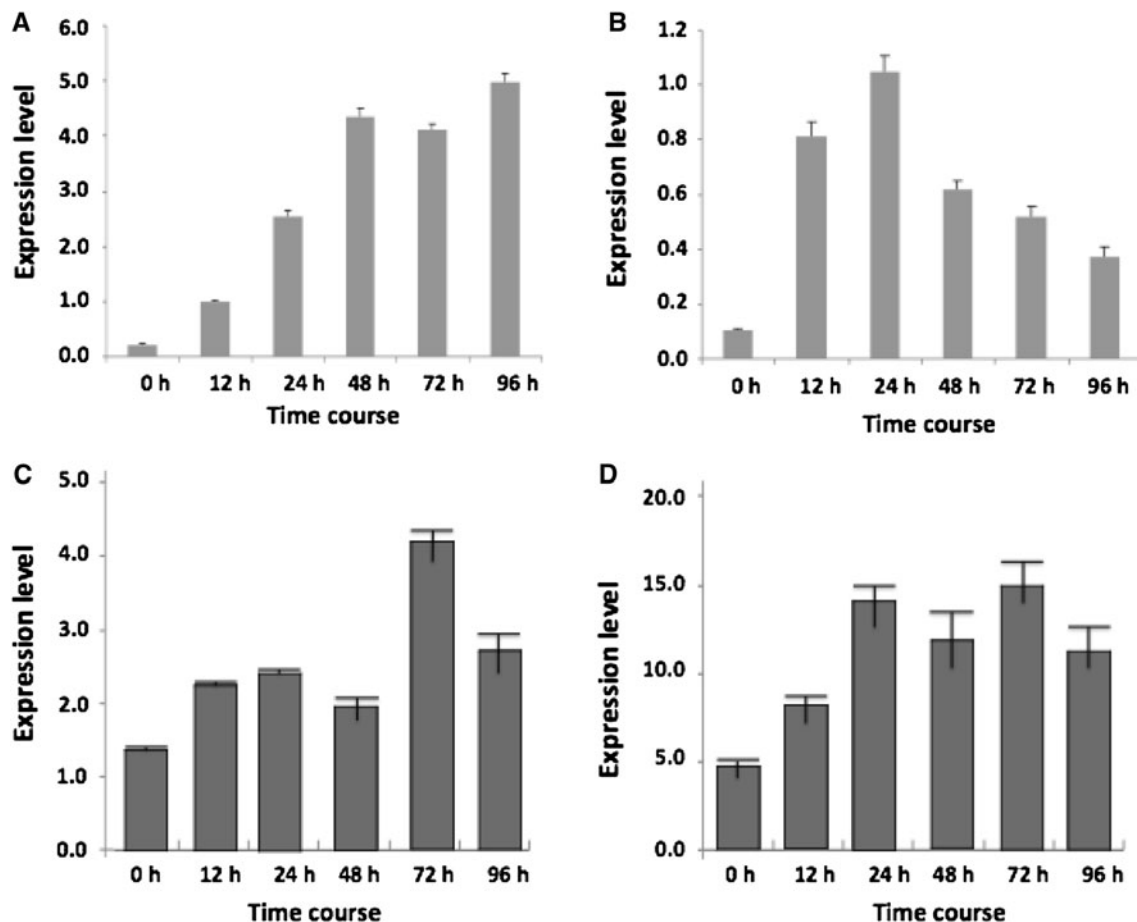 A
Expression level
6.0
5.0
4.0
3.0
2.0
1.0
0.0
0 h 12 h 24 h 48 h 72 h 96 h
Time course
B
Expression level
1.2
1.0
0.8
0.6
0.4
0.2
0.0
0 h 12 h 24 h 48 h 72 h 96 h
Time course
C
Expression level
5.0
4.0
3.0
2.0
1.0
0.0
0 h 12 h 24 h 48 h 72 h 96 h
Time course
D
Expression level
20.0
15.0
10.0
5.0
0.0
0 h 12 h 24 h 48 h 72 h 96 h
Time course